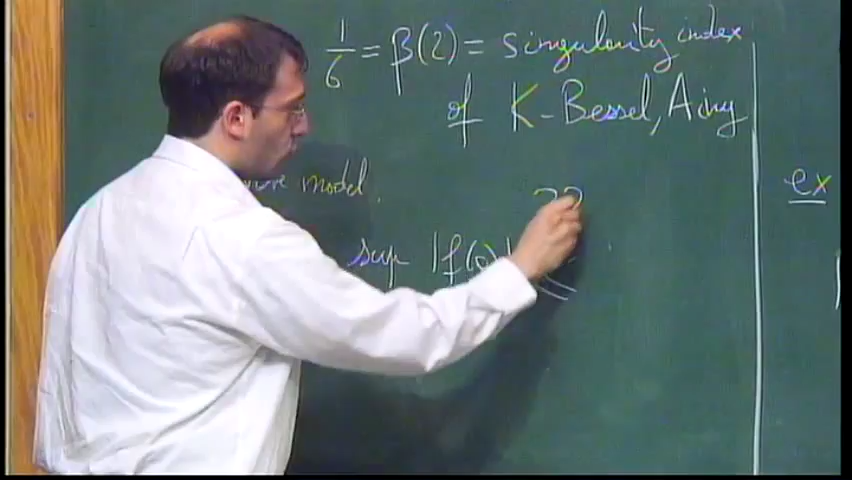 1/6 = β(2) = singularity index
of K-Bessel, Airy
model.
sup |f(z)| ??
ex